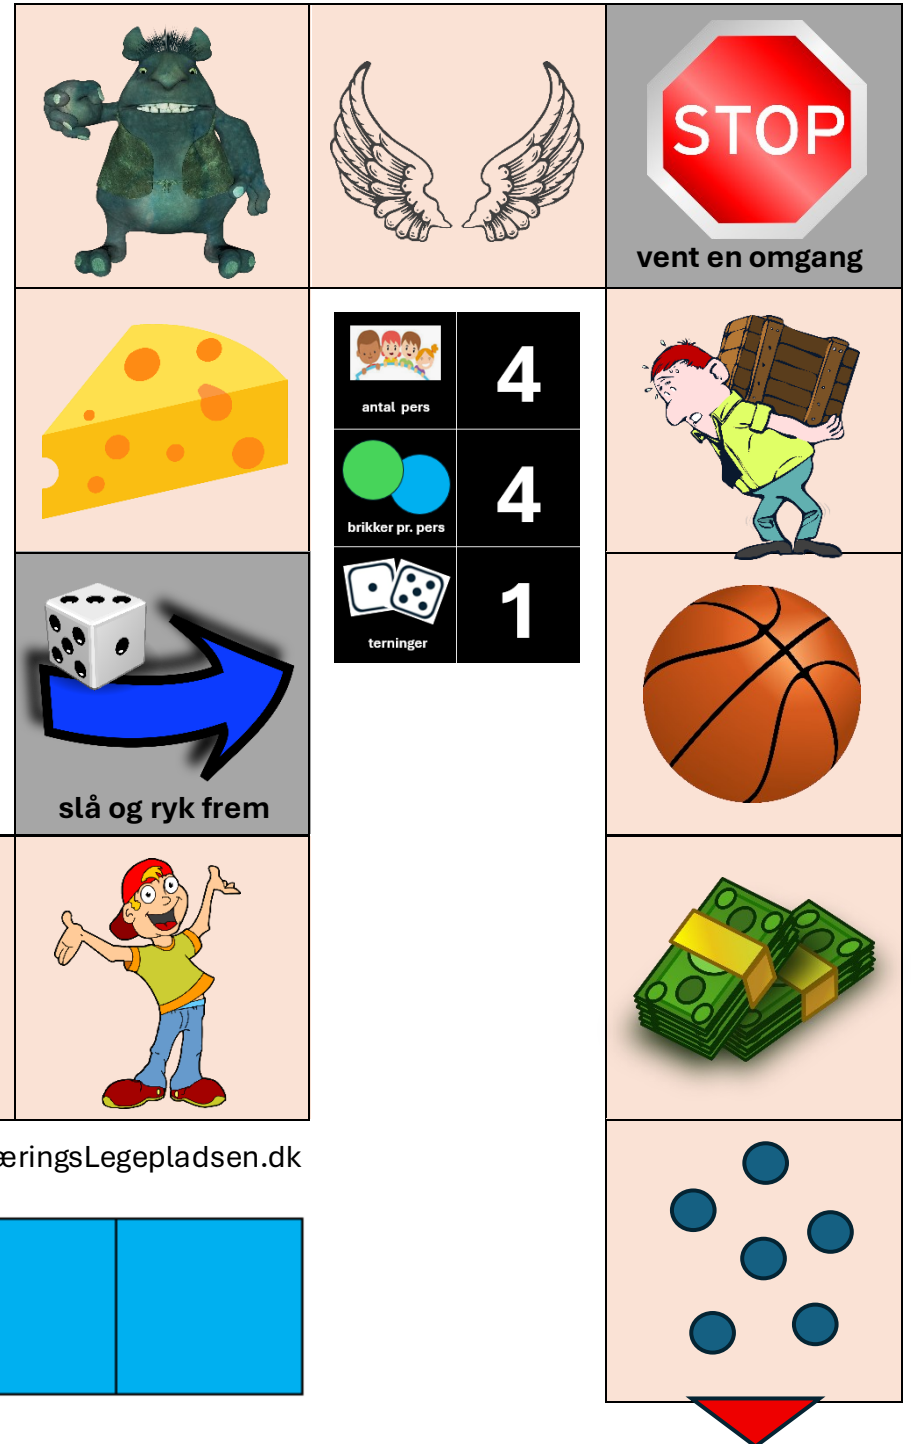 STOP
vent en omgang
antal pers
4
brikker pr. pers
4
terninger
1
slå og ryk frem
æringsLegepladsen.dk